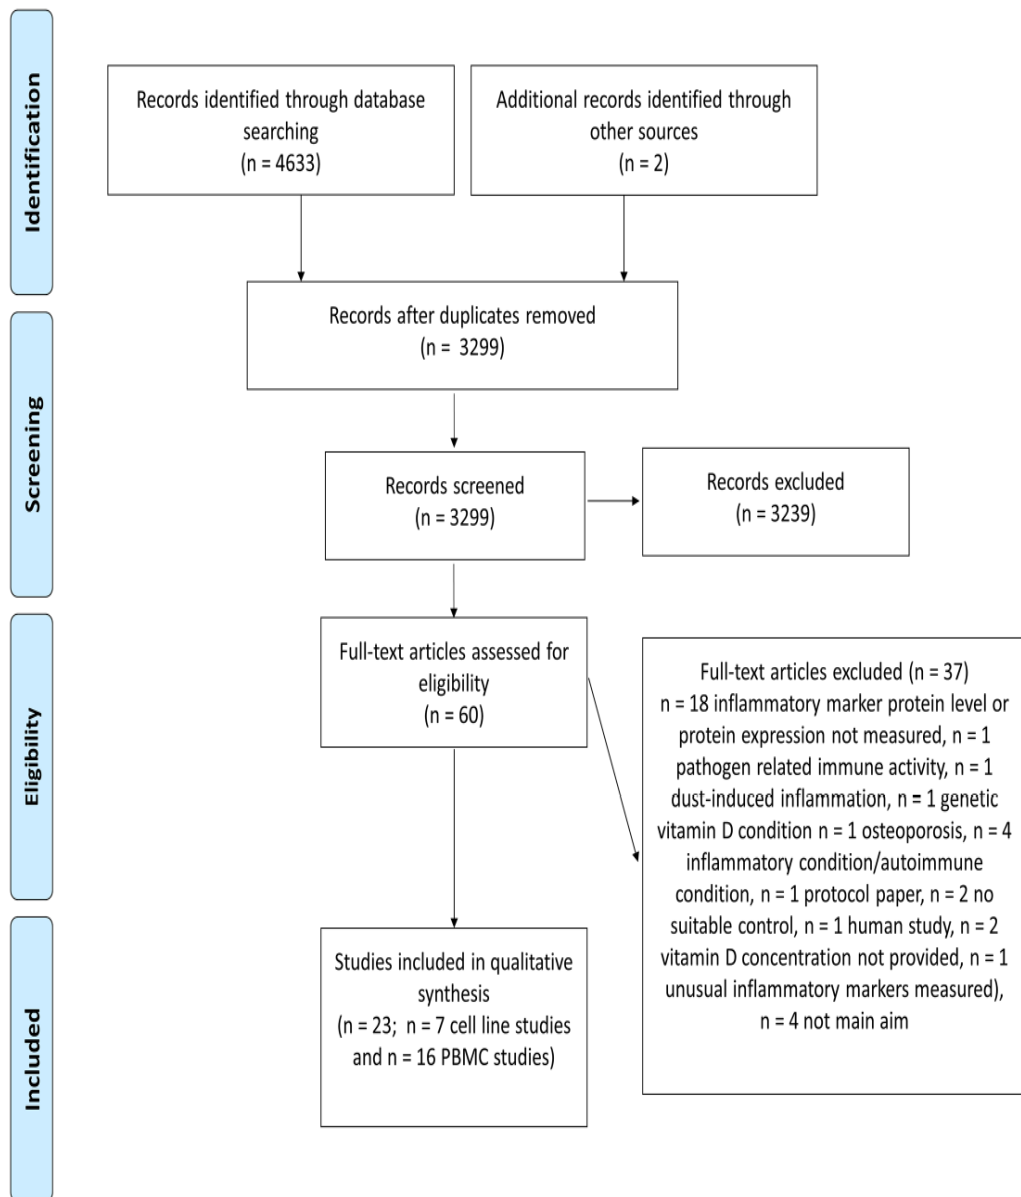 Identification
Records identified through database
searching
(n = 4633)
Additional records identified through
other sources
(n = 2)
Records after duplicates removed
(n = 3299)
Screening
Records screened
(n = 3299)
Records excluded
(n = 3239)
Eligibility
Full-text articles assessed for
eligibility
(n = 60)
Full-text articles excluded (n = 37)
n = 18 inflammatory marker protein level or
protein expression not measured, n = 1
pathogen related immune activity, n = 1
dust-induced inflammation, n = 1 genetic
vitamin D condition n = 1 osteoporosis, n = 4
inflammatory condition/autoimmune
condition, n = 1 protocol paper, n = 2 no
suitable control, n = 1 human study, n = 2
vitamin D concentration not provided, n = 1
unusual inflammatory markers measured),
n = 4 not main aim
Included
Studies included in qualitative
synthesis
(n = 23; n = 7 cell line studies
and n = 16 PBMC studies)